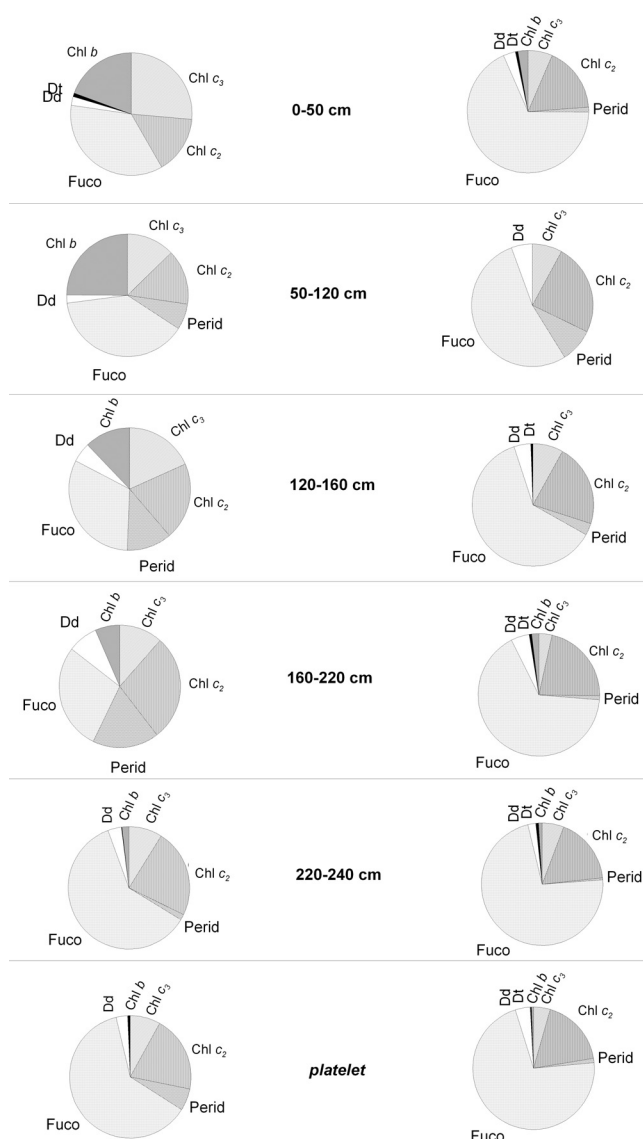 Chl b
Chl c3
Dt
Dd
Chl c2
Fuco
0-50 cm
Dd
Dt
Chl b
Chl c3
Chl c2
Perid
Fuco
Chl b
Chl c3
Chl c2
Dd
Perid
Fuco
50-120 cm
Dd
Chl c3
Chl c2
Fuco
Perid
Dd
Chl b
Chl c3
Chl c2
Fuco
Perid
120-160 cm
Dd
Dt
Chl c3
Chl c2
Perid
Fuco
Dd
Chl b
Chl c3
Chl c2
Fuco
Perid
160-220 cm
Dd
Dt
Chl b
Chl c3
Chl c2
Perid
Fuco
Dd
Chl b
Chl c3
Chl c2
Perid
Fuco
220-240 cm
Dd
Dt
Chl b
Chl c3
Chl c2
Perid
Fuco
Dd
Chl b
Chl c3
Chl c2
Perid
Fuco
platelet
Dd
Dt
Chl b
Chl c3
Chl c2
Perid
Fuco